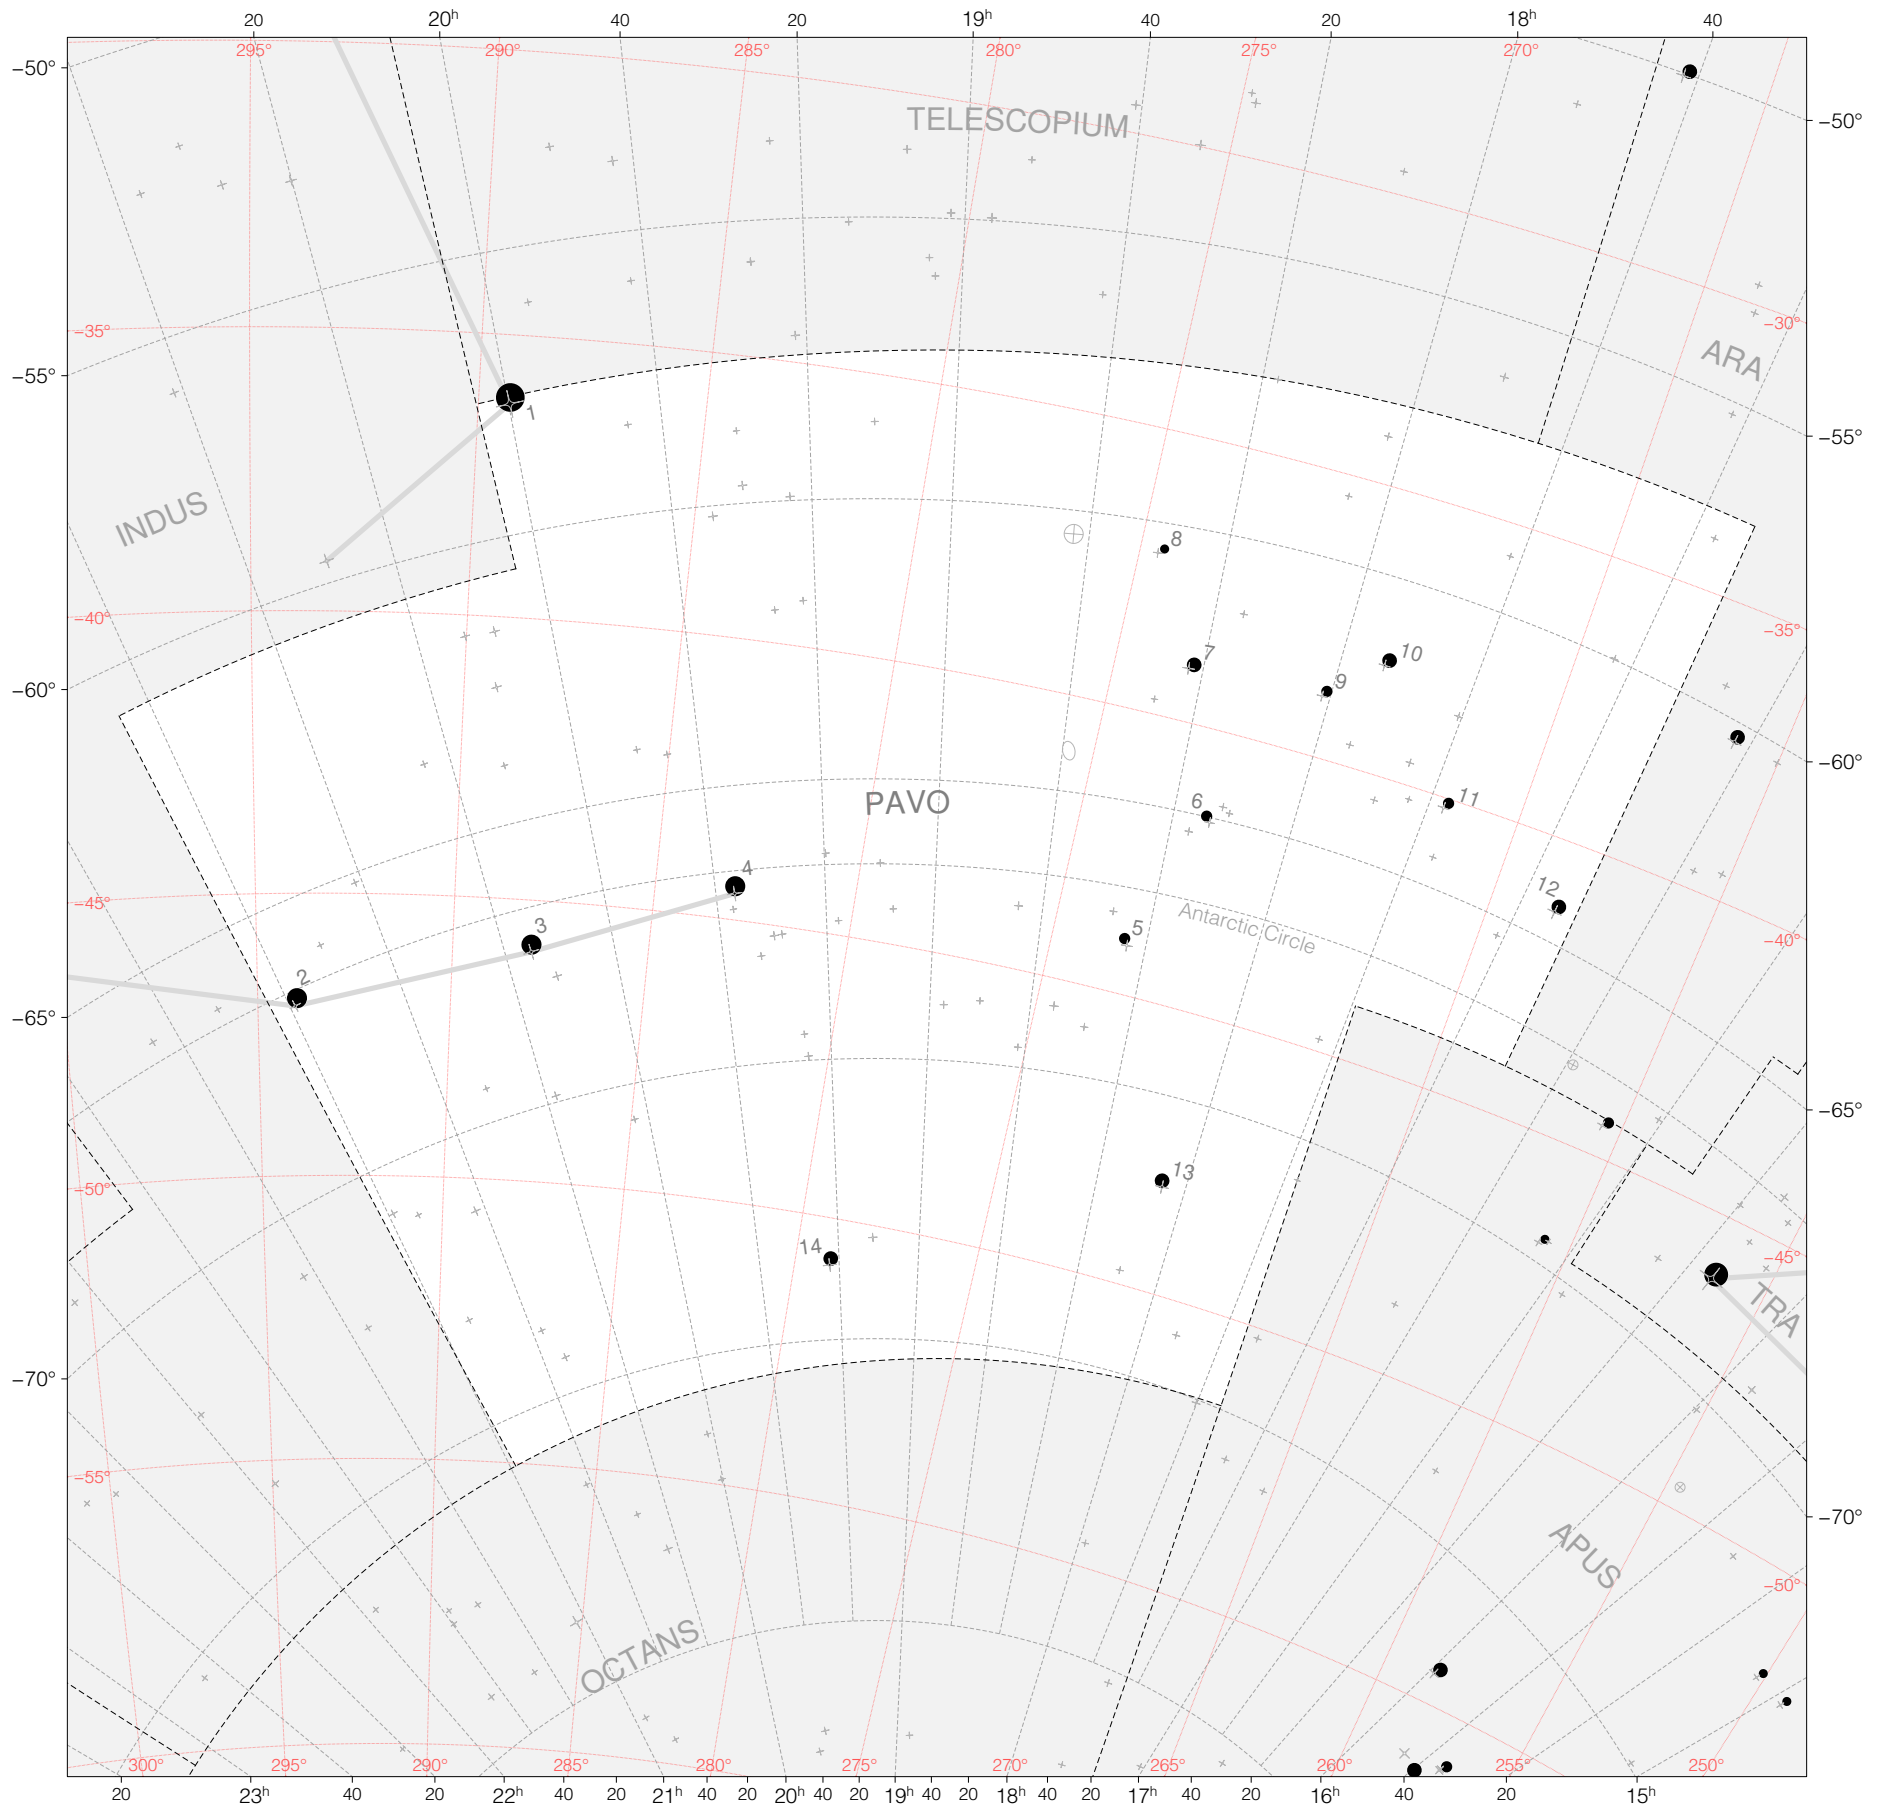 20 20ʰ 40 20 19ʰ 40 20 18ʰ 40
295° 290° 285° 280° 275° 270°
−50°
−50°
TELESCOPIUM
−30°
−35°
ARA
−55°
1
−55°
INDUS
8
−40°
−35°
7
10
9
−60°
−60°
PAVO
6
11
4
12
−45°
3
5
Antarctic Circle
−40°
2
−65°
−65°
13
−50°
14
−45°
TRA
−70°
−55°
−70°
APUS
−50°
OCTANS
300° 295° 290° 285° 280° 275° 270° 265° 260° 255° 250°
20 23ʰ 40 20 22ʰ 40 20 21ʰ 40 20 20ʰ 40 20 19ʰ 40 20 18ʰ 40 20 17ʰ 40 20 16ʰ 40 20 15ʰ